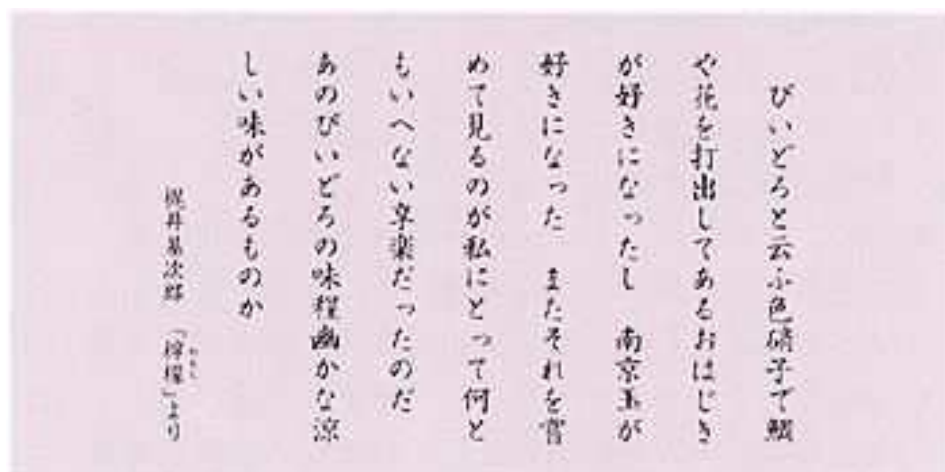 びいどろと云ふ色硝子で鯛
や花を打出してあるおはじき
が好きになったし　南京玉が
好きになった　またそれを嘗
めて見るのが私にとって何と
もいへない享楽だったのだ
あのびいどろの味程幽かな涼
しい味があるものか
梶井基次郎　「檸檬」より
れもん